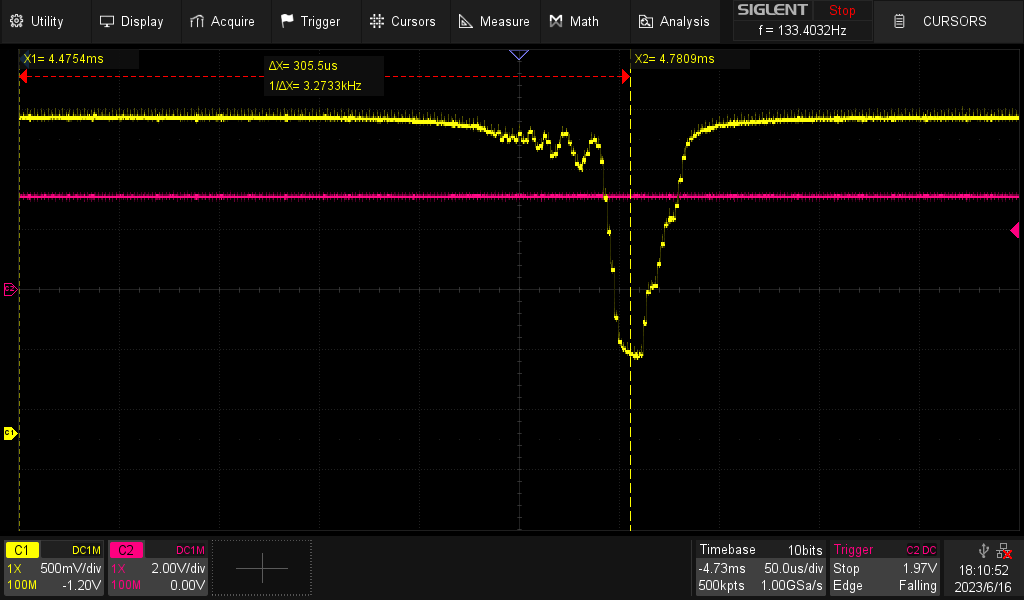 Utility Display Acquire Trigger Cursors Measure Math Analysis SIGLENT Stop CURSORS
f = 133.4032Hz
X1= 4.4754ms X2= 4.7809ms
ΔX= 305.5us
1/ΔX= 3.2733kHz
C1
C1 DC1M C2 DC1M Timebase 10bits Trigger C2 DC
1X 500mV/div 1X 2.00V/div -4.73ms 50.0us/div Stop 1.97V 18:10:52
100M -1.20V 100M 0.00V 500kpts 1.00GSa/s Edge Falling 2023/6/16